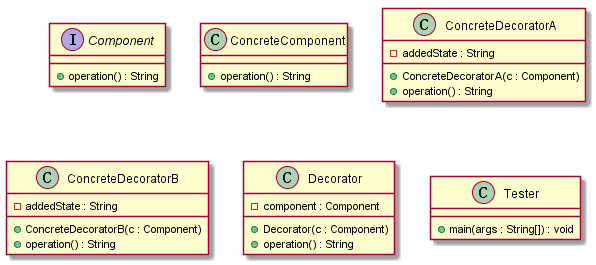 I Component
operation() : String
C ConcreteComponent
operation() : String
C ConcreteDecoratorA
addedState : String
ConcreteDecoratorA(c : Component)
operation() : String
C ConcreteDecoratorB
addedState : String
ConcreteDecoratorB(c : Component)
operation() : String
C Decorator
component : Component
Decorator(c : Component)
operation() : String
C Tester
main(args : String[]) : void